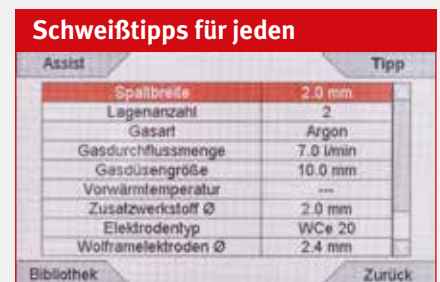 Schweißtipps für jeden
Assist Tipp
Spaltbreite 2.0 mm
Lagenanzahl 2
Gasart Argon
Gasdurchflussmenge 7.0 l/min
Gasdüsengröße 10.0 mm
Vorwärmtemperatur ---
Zusatzwerkstoff Ø 2.0 mm
Elektrodentyp WCe 20
Wolframelektroden Ø 2.4 mm
Bibliothek Zurück